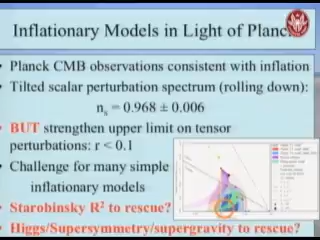 Inflationary Models in Light of Planck
• Planck CMB observations consistent with inflation
• Tilted scalar perturbation spectrum (rolling down):
nₛ = 0.968 ± 0.006
• BUT strengthen upper limit on tensor
perturbations: r < 0.1
• Challenge for many simple
inflationary models
• Starobinsky R² to rescue?
• Higgs/Supersymmetry/supergravity to rescue?